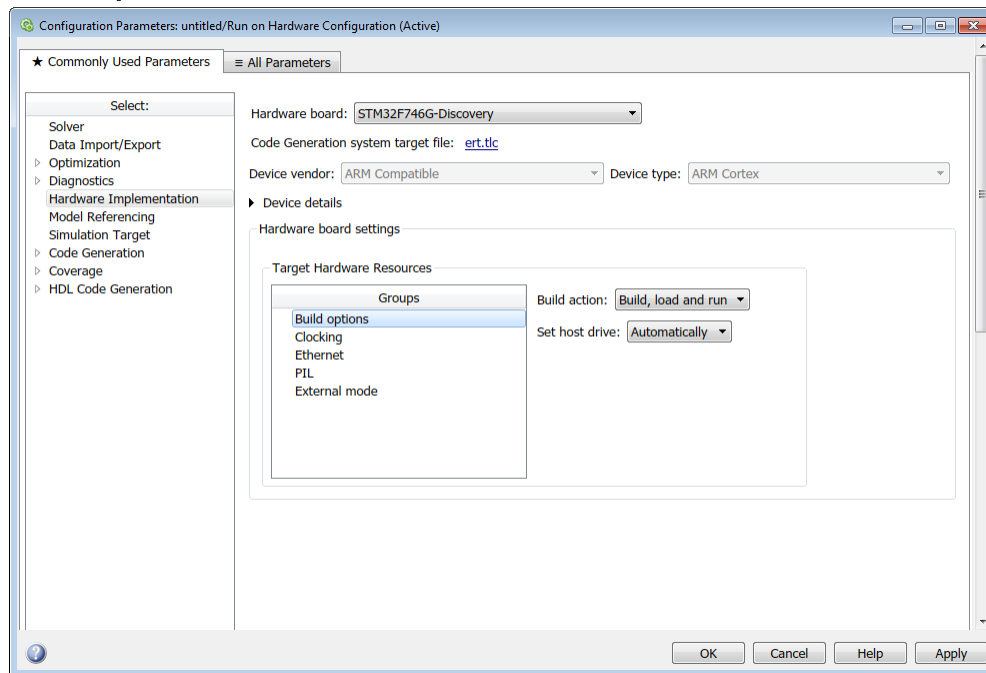 Configuration Parameters: untitled/Run on Hardware Configuration (Active)
★ Commonly Used Parameters
≡ All Parameters
Select:
Solver
Data Import/Export
Optimization
Diagnostics
Hardware Implementation
Model Referencing
Simulation Target
Code Generation
Coverage
HDL Code Generation
Hardware board: STM32F746G-Discovery
Code Generation system target file: ert.tlc
Device vendor: ARM Compatible Device type: ARM Cortex
Device details
Hardware board settings
Target Hardware Resources
Groups
Build options
Clocking
Ethernet
PIL
External mode
Build action: Build, load and run
Set host drive: Automatically
OK Cancel Help Apply